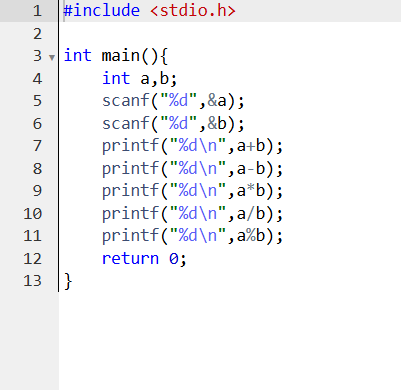 1 #include <stdio.h>
2
3 int main(){
4     int a,b;
5     scanf("%d",&a);
6     scanf("%d",&b);
7     printf("%d\n",a+b);
8     printf("%d\n",a-b);
9     printf("%d\n",a*b);
10     printf("%d\n",a/b);
11     printf("%d\n",a%b);
12     return 0;
13 }